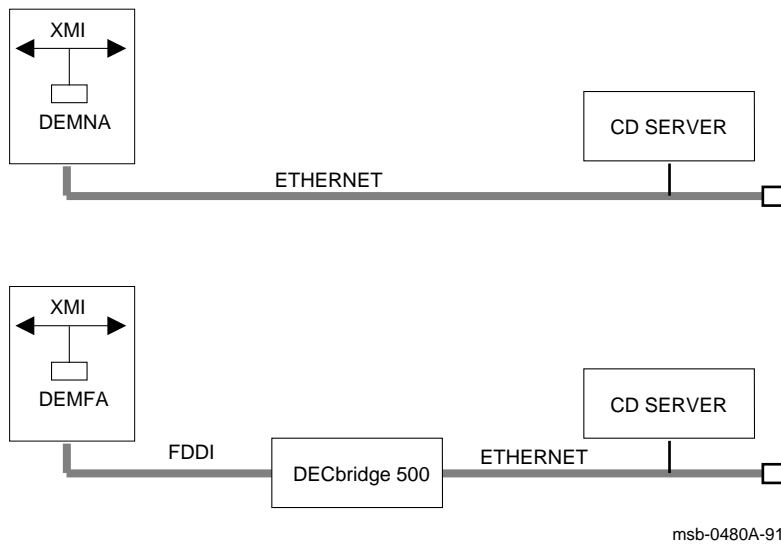 XMI
DEMNA
CD SERVER
ETHERNET
XMI
DEMFA
CD SERVER
FDDI
DECbridge 500
ETHERNET
msb-0480A-91